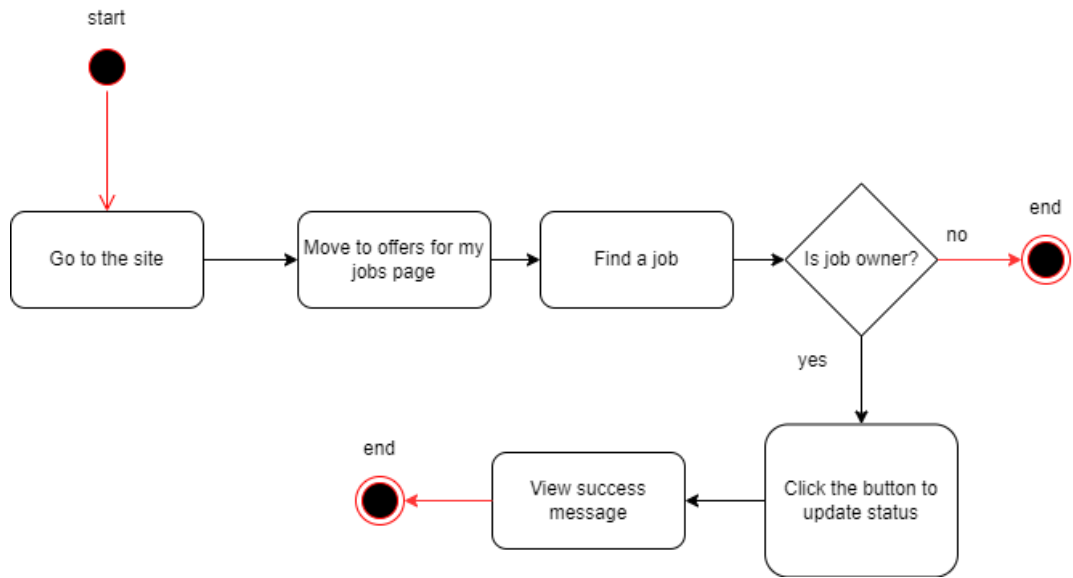 start
Go to the site
Move to offers for my
jobs page
Find a job
Is job owner?
no
end
yes
Click the button to
update status
View success
message
end